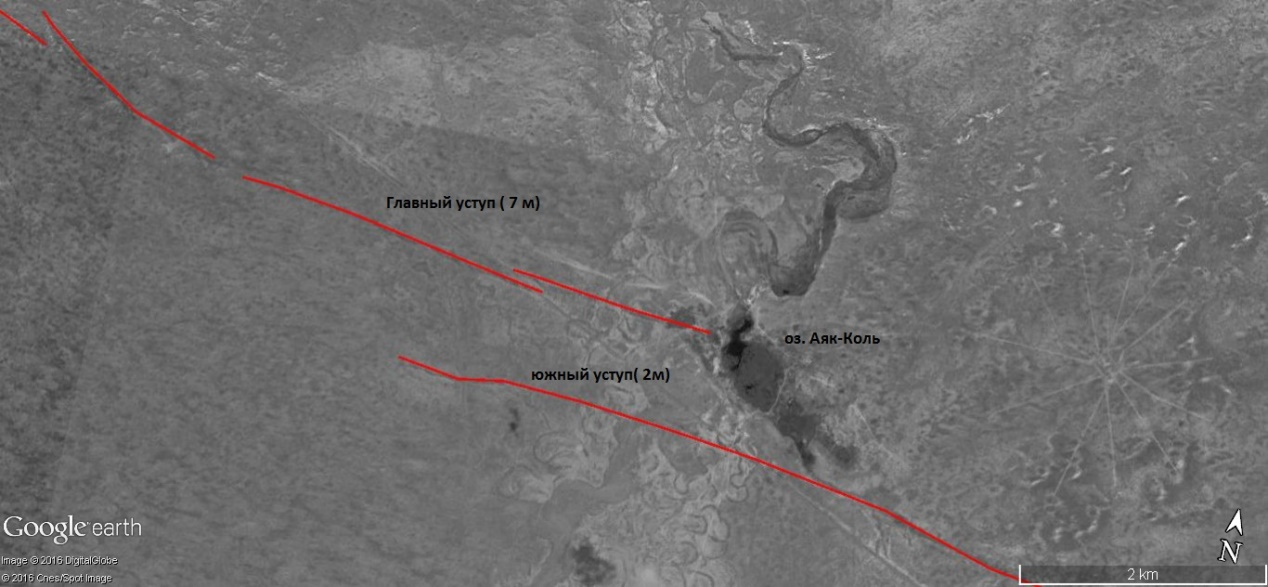 Главный уступ ( 7 м)
оз. Аяк-Коль
южный уступ( 2м)
Google earth
Image © 2016 DigitalGlobe
© 2016 Cnes/Spot Image
N
2 km